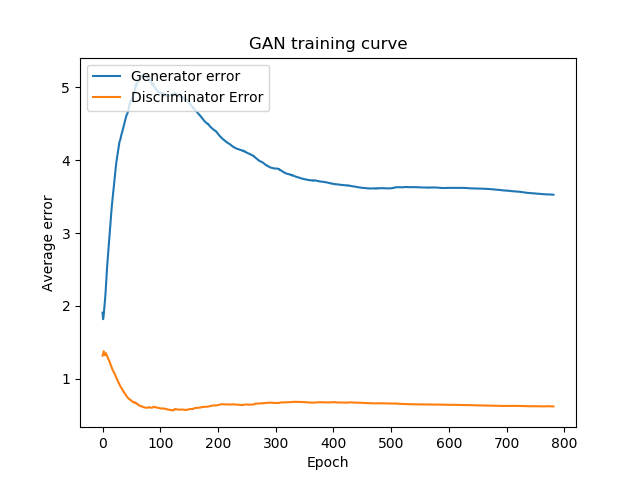 GAN training curve
Generator error
Discriminator Error
5
4
3
2
1
Average error
0 100 200 300 400 500 600 700 800
Epoch